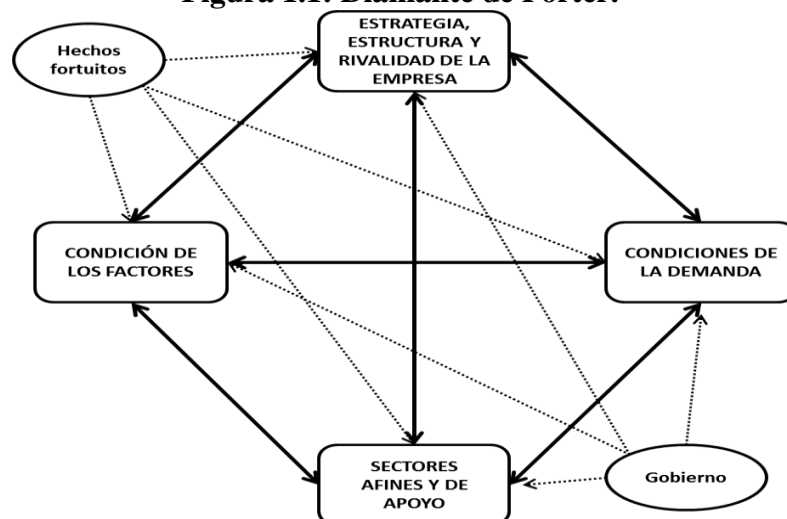 Figura 1.1. Diamante de Porter.
ESTRATEGIA,
ESTRUCTURA Y
RIVALIDAD DE LA
EMPRESA
Hechos
fortuitos
CONDICIÓN DE
LOS FACTORES
CONDICIONES DE
LA DEMANDA
SECTORES
AFINES Y DE
APOYO
Gobierno